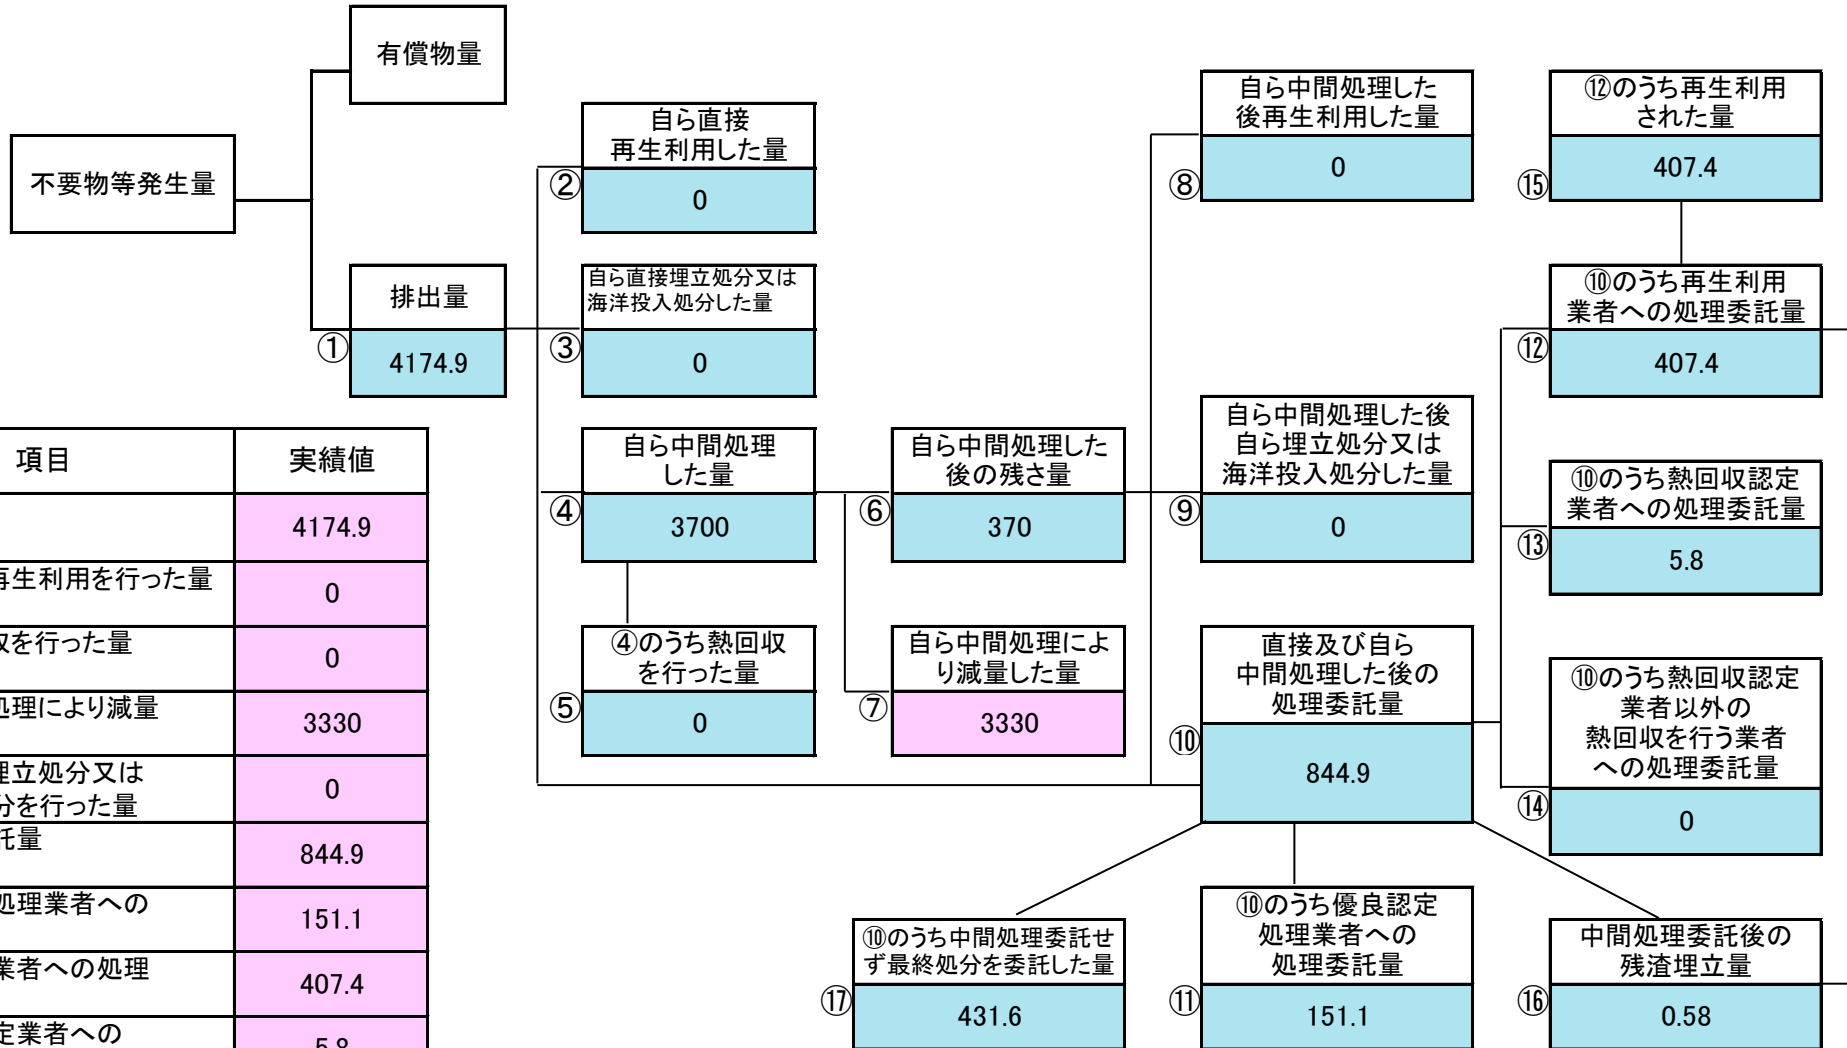 有償物量
不要物等発生量
排出量
①
4174.9
自ら直接
再生利用した量
②
0
自ら直接埋立処分又は
海洋投入処分した量
③
0
自ら中間処理
した量
④
3700
④のうち熱回収
を行った量
⑤
0
自ら中間処理した
後の残さ量
⑥
370
自ら中間処理によ
り減量した量
⑦
3330
自ら中間処理した
後再生利用した量
⑧
0
自ら中間処理した後
自ら埋立処分又は
海洋投入処分した量
⑨
0
直接及び自ら
中間処理した後の
処理委託量
⑩
844.9
⑩のうち優良認定
処理業者への
処理委託量
⑪
151.1
⑫のうち再生利用
された量
⑮
407.4
⑩のうち再生利用
業者への処理委託量
⑫
407.4
⑩のうち熱回収認定
業者への処理委託量
⑬
5.8
⑩のうち熱回収認定
業者以外の
熱回収を行う業者
への処理委託量
⑭
0
中間処理委託後の
残渣埋立量
⑯
0.58
⑩のうち中間処理委託せ
ず最終処分を委託した量
⑰
431.6
項目 実績値
4174.9
再生利用を行った量
0
を行った量
0
処理により減量
3330
埋立処分又は
分を行った量
0
託量
844.9
処理業者への
151.1
業者への処理
407.4
定業者への
5.8